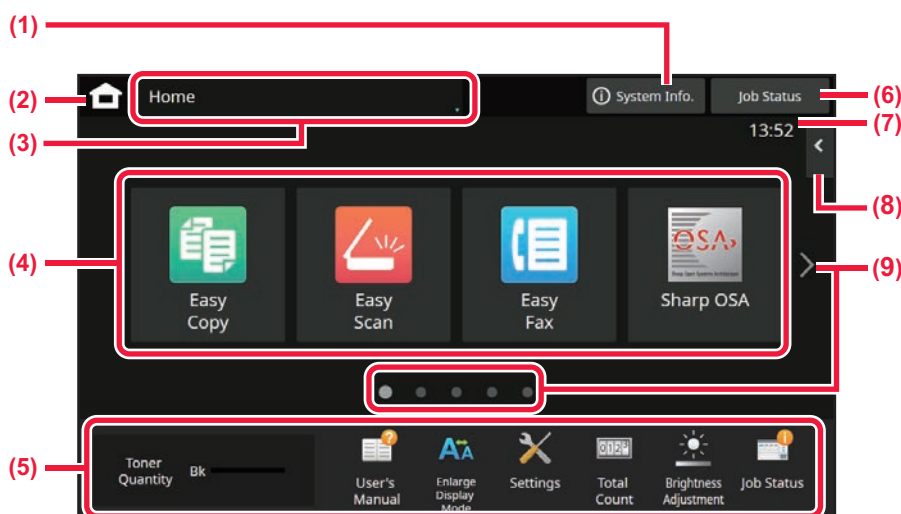 (1)
(2)
Home
System Info.
Job Status
(6)
(3)
13:52
(7)
(8)
(4)
OSA
(9)
Easy
Copy
Easy
Scan
Easy
Fax
Sharp OSA
(5)
Toner
Quantity
Bk
User's
Manual
Enlarge
Display
Mode
Settings
Total
Count
Brightness
Adjustment
Job Status